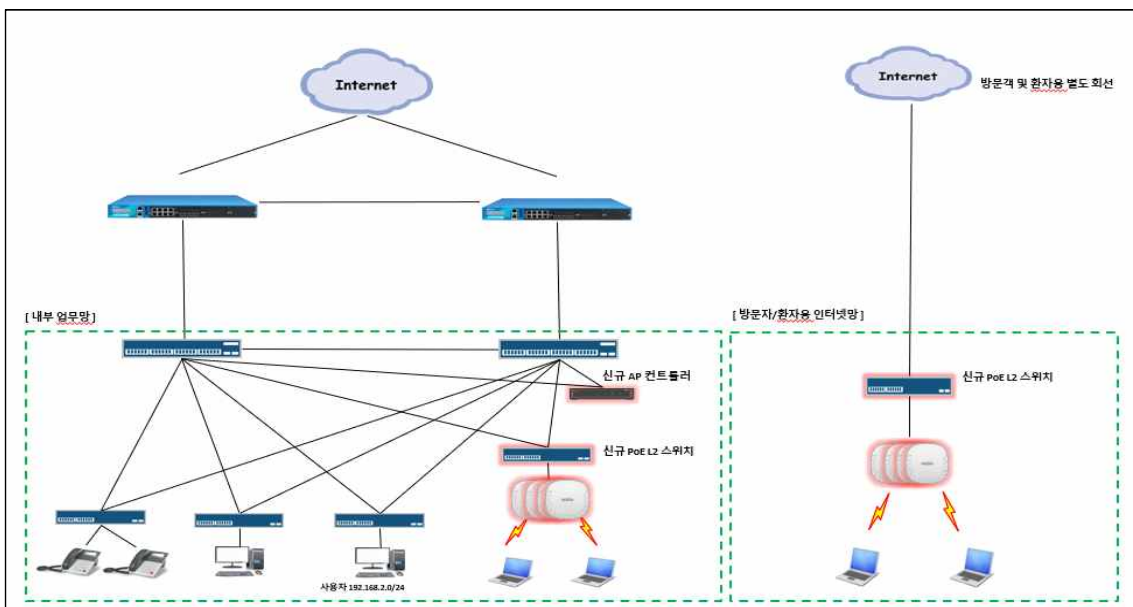 Internet
Internet
방문객 및 환자용 별도 회선
[ 내부 업무망 ]
[ 방문자/환자용 인터넷망 ]
신규 AP 컨트롤러
신규 PoE L2 스위치
신규 PoE L2 스위치
사용자 192.168.2.0/24